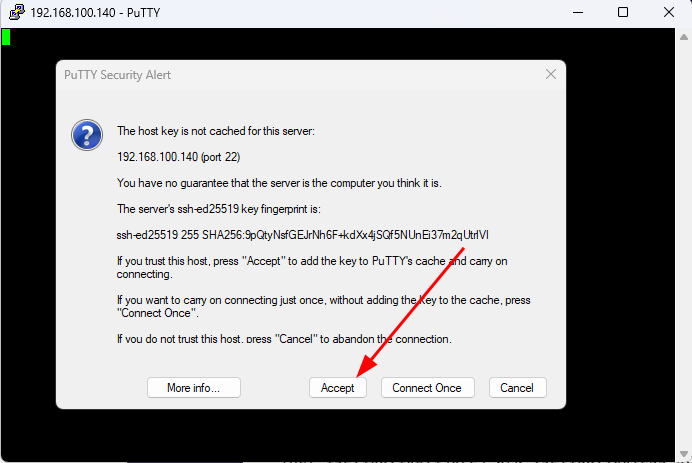 192.168.100.140 - PuTTY
PuTTY Security Alert
The host key is not cached for this server:
192.168.100.140 (port 22)
You have no guarantee that the server is the computer you think it is.
The server's ssh-ed25519 key fingerprint is:
ssh-ed25519 255 SHA256:9pQtyNsfGEJrNh6F+kdXx4jSQf5NUnEi37m2qUtrlVI
If you trust this host, press "Accept" to add the key to PuTTY's cache and carry on
connecting.
If you want to carry on connecting just once, without adding the key to the cache, press
"Connect Once".
If you do not trust this host, press "Cancel" to abandon the connection.
More info...
Accept
Connect Once
Cancel